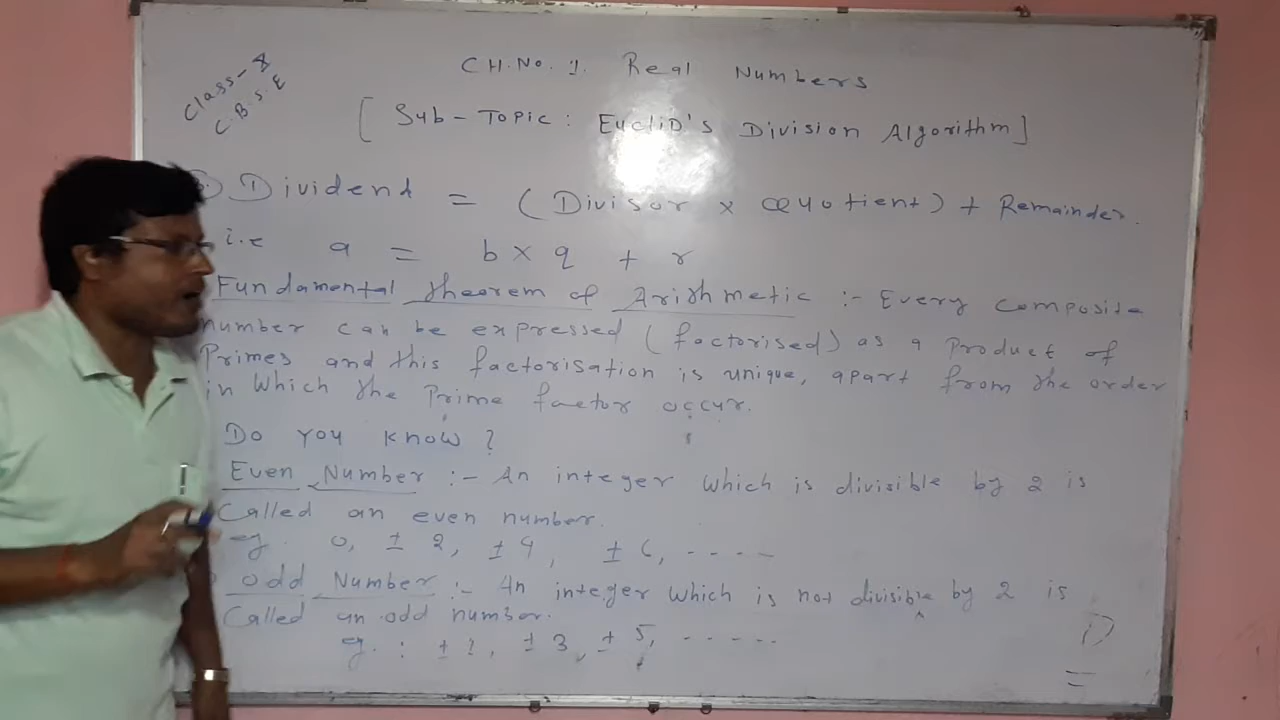 Class - X
C.B.S.E
CH.No. 1. Real Numbers
[ Sub - Topic : Euclid's Division Algorithm ]
Dividend = ( Divisor × Quotient ) + Remainder.
i.e a = b × q + r
Fundamental theorem of Arithmetic :- Every composite
number can be expressed ( factorised ) as a product of
Primes and this factorisation is unique, apart from the order
in which the Prime factor occur.
Do you know ?
Even Number :- An integer which is divisible by 2 is
Called an even number.
eg. 0, ± 2, ± 4, ± 6, - - - - -
odd Number :- An integer which is not divisible by 2 is
Called an odd number.
eg. : ± 1, ± 3, ± 5, - - - - - -